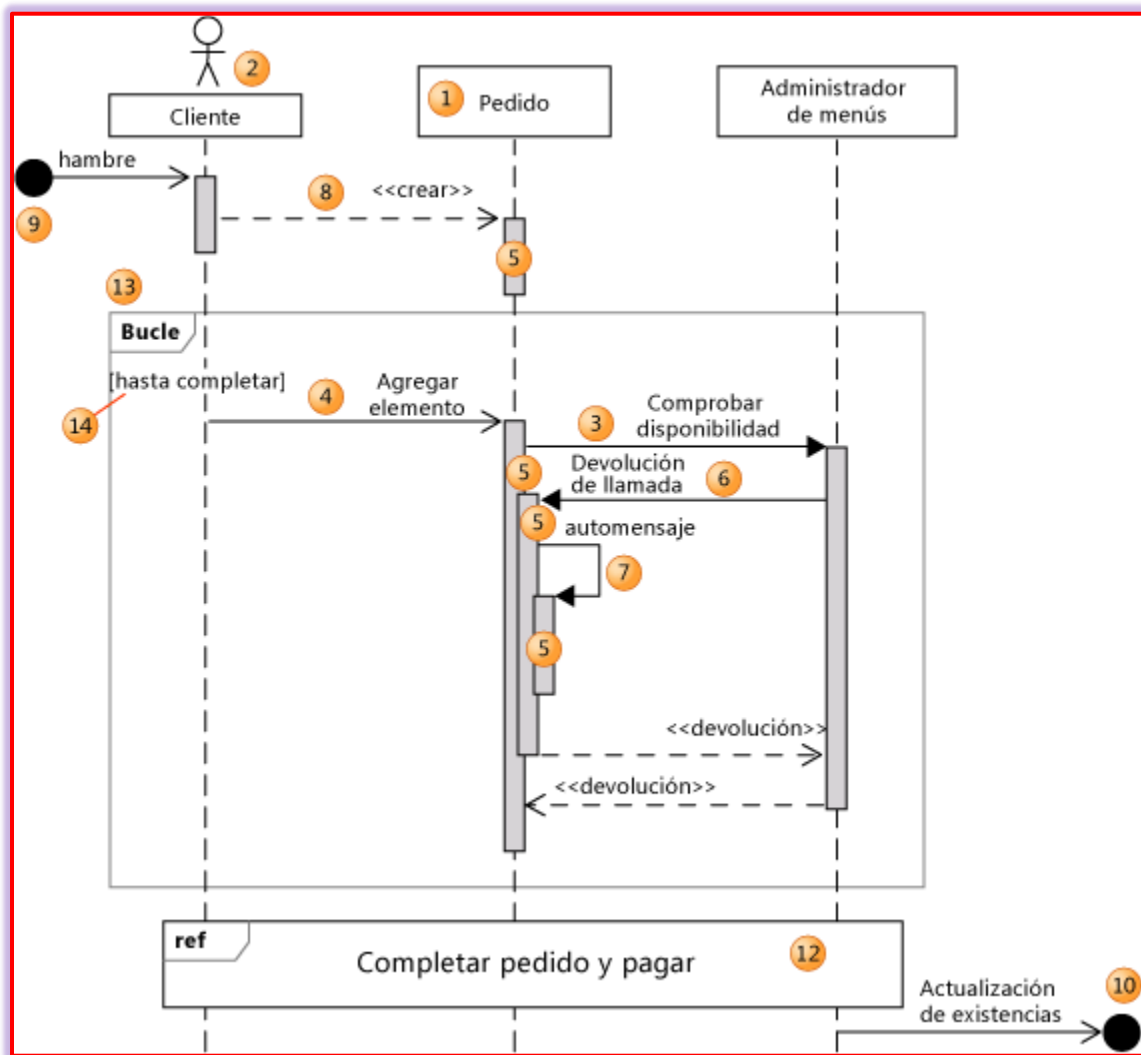 2
Cliente
1 Pedido
Administrador
de menús
hambre
9
8 <<crear>>
5
13
Bucle
[hasta completar]
14
4 Agregar
elemento
3 Comprobar
disponibilidad
5 Devolución
de llamada 6
5 automensaje
7
5
<<devolución>>
<<devolución>>
ref
Completar pedido y pagar
12
Actualización
de existencias
10